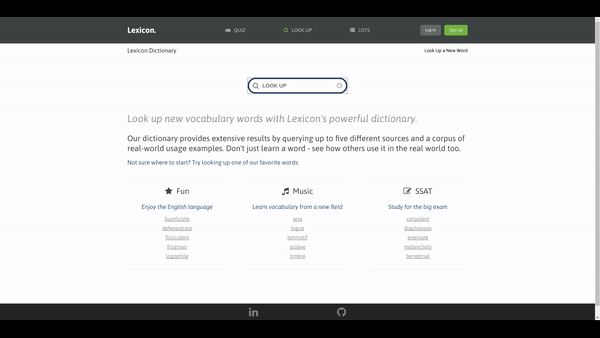 Lexicon.
QUIZ
LOOK UP
LISTS
Log In
Sign Up
Lexicon Dictionary
Look Up a New Word
LOOK UP
Look up new vocabulary words with Lexicon's powerful dictionary.
Our dictionary provides extensive results by querying up to five different sources and a corpus of
real-world usage examples. Don't just learn a word - see how others use it in the real world too.
Not sure where to start? Try looking up one of our favorite words:
Fun
Enjoy the English language
bumfuzzle
defenestrate
flocculent
frogman
logophile
Music
Learn vocabulary from a new field
aria
fugue
leitmotif
octave
timbre
SSAT
Study for the big exam
corpulent
diaphanous
enervate
melancholy
terrestrial
in